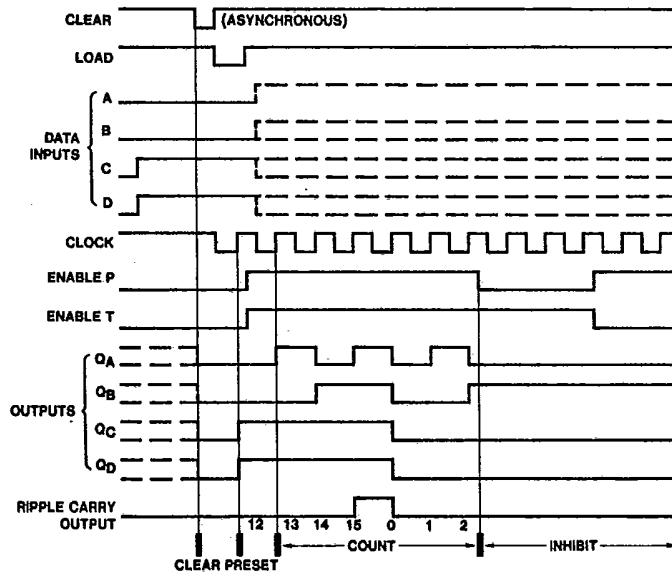 CLEAR
(ASYNCHRONOUS)
LOAD
A
B
DATA
INPUTS
C
D
CLOCK
ENABLE P
ENABLE T
QA
QB
OUTPUTS
QC
QD
RIPPLE CARRY
OUTPUT
12 13 14 15 0 1 2
COUNT
INHIBIT
CLEAR PRESET